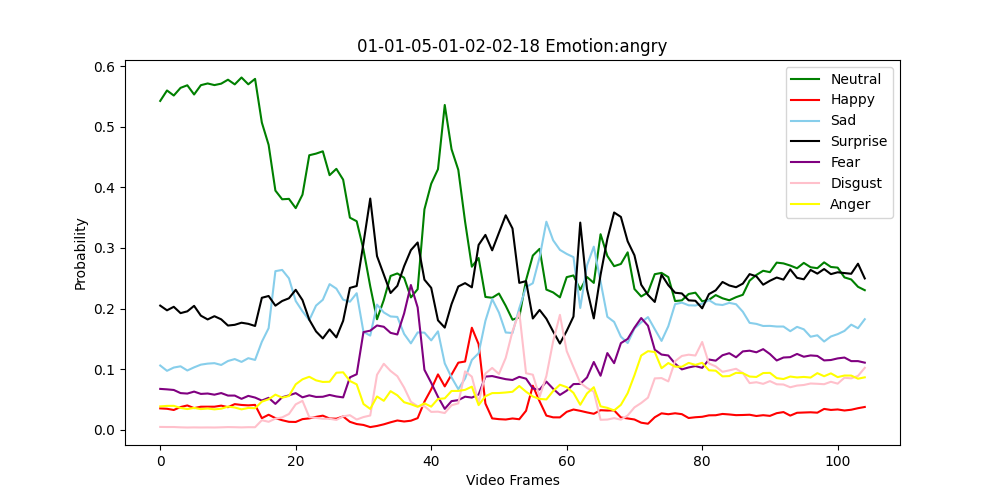 01-01-05-01-02-02-18 Emotion:angry
0.6
0.5
0.4
0.3
0.2
0.1
0.0
Probability
0
20
40
60
80
100
Video Frames
Neutral
Happy
Sad
Surprise
Fear
Disgust
Anger